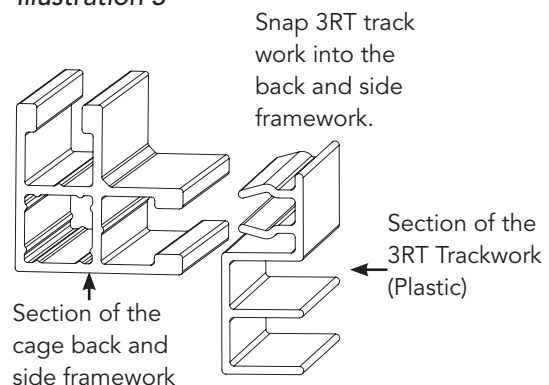 Illustration 3
Snap 3RT track
work into the
back and side
framework.
Section of the
3RT Trackwork
(Plastic)
Section of the
cage back and
side framework